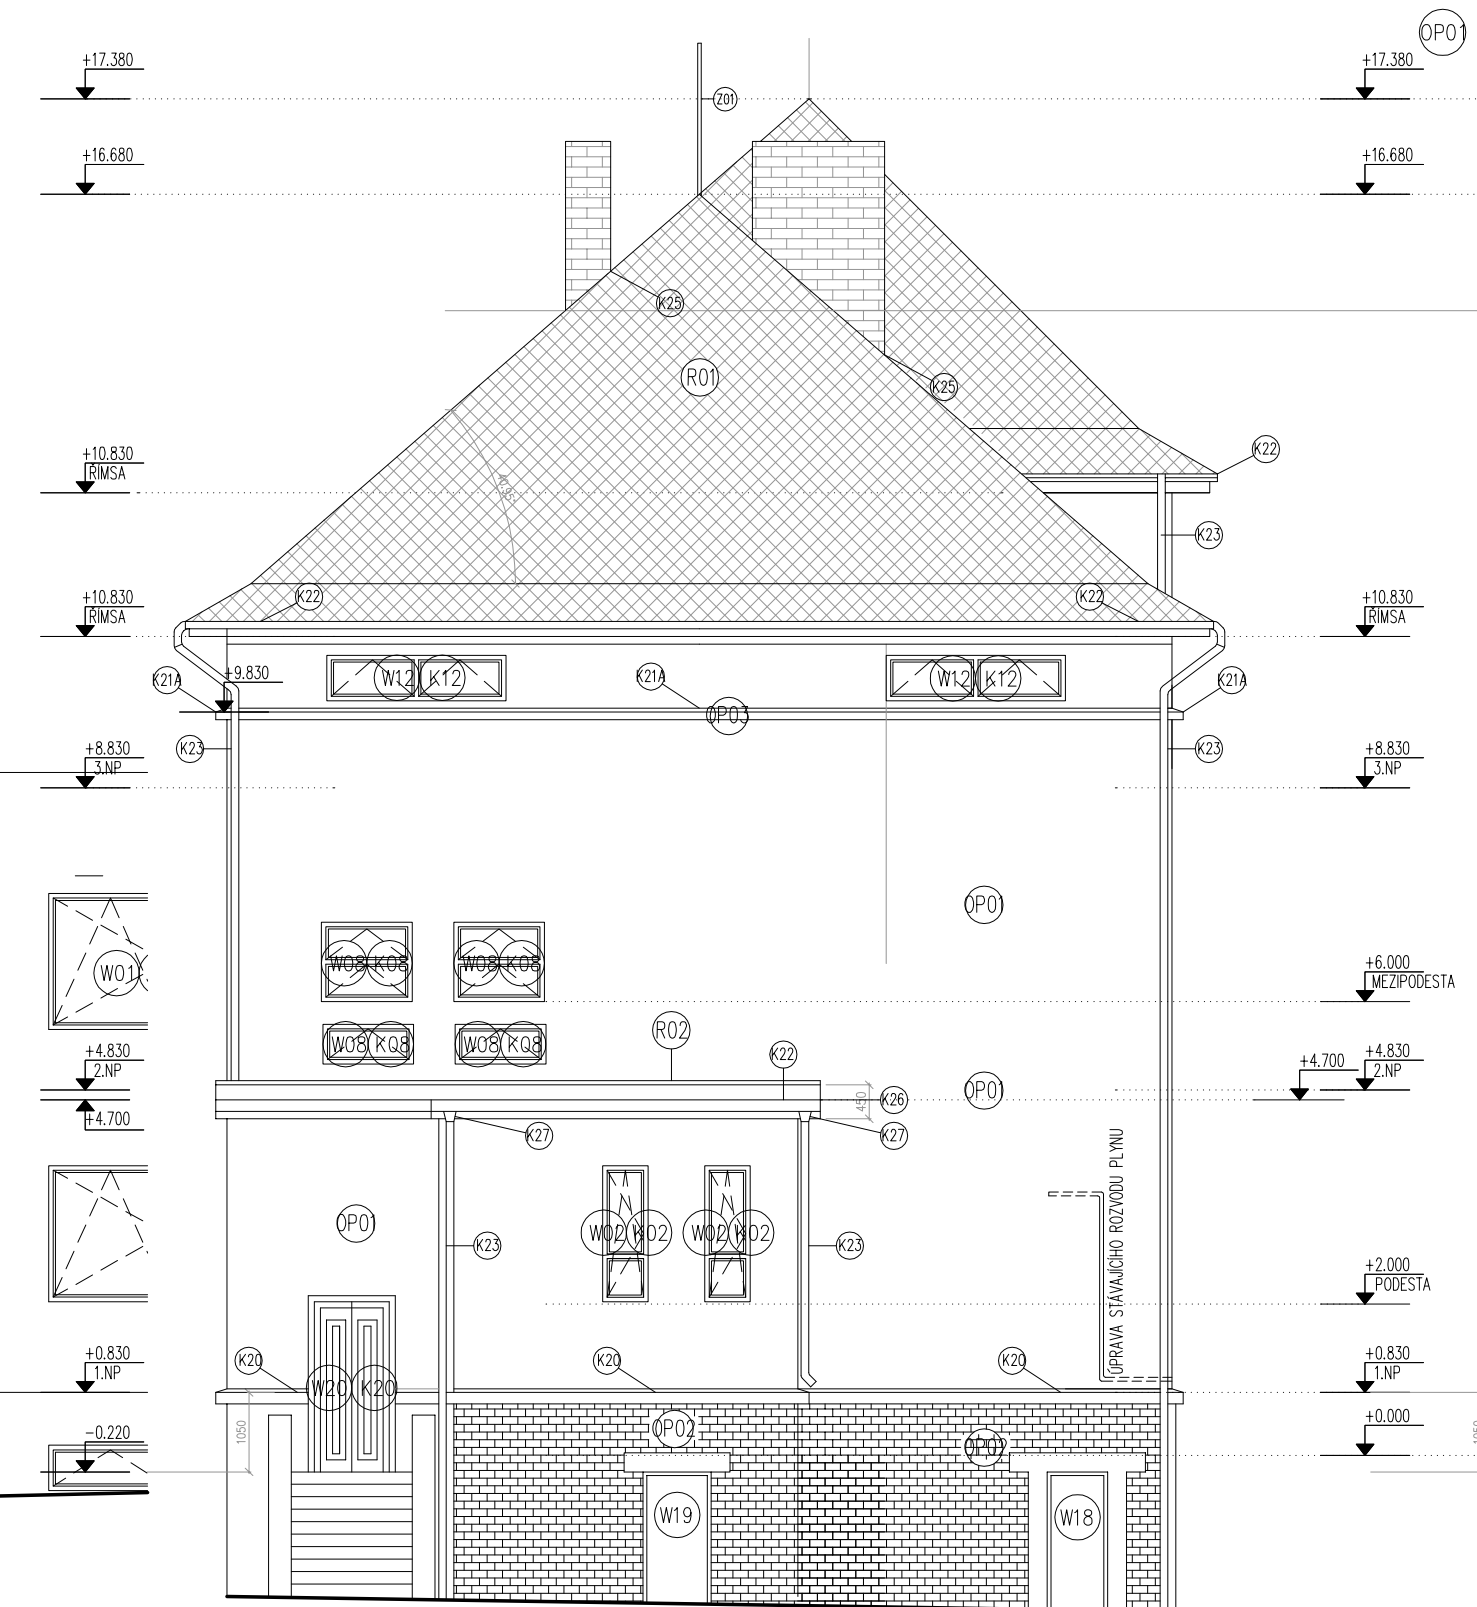 OP01
+17.380
+17.380
Z01
+16.680
+16.680
K25
R01
K25
+10.830
ŘÍMSA
K22
40.95°
K23
+10.830
ŘÍMSA
K22
K22
+10.830
ŘÍMSA
K21A
+9.830
W12
K12
K21A
W12
K12
K21A
OP03
K23
K23
+8.830
3.NP
+8.830
3.NP
OP01
W01
W08
K08
W08
K08
+6.000
MEZIPODESTA
W08
K08
W08
K08
R02
K22
+4.830
2.NP
+4.700
+4.830
2.NP
+4.700
OP01
450
K26
K27
K27
ÚPRAVA STÁVAJÍCÍHO ROZVODU PLYNU
OP01
W02
K02
W02
K02
K23
K23
+2.000
PODESTA
+0.830
1.NP
K20
W20
K20
K20
K20
+0.830
1.NP
-0.220
1050
OP02
OP02
+0.000
1050
W19
W18